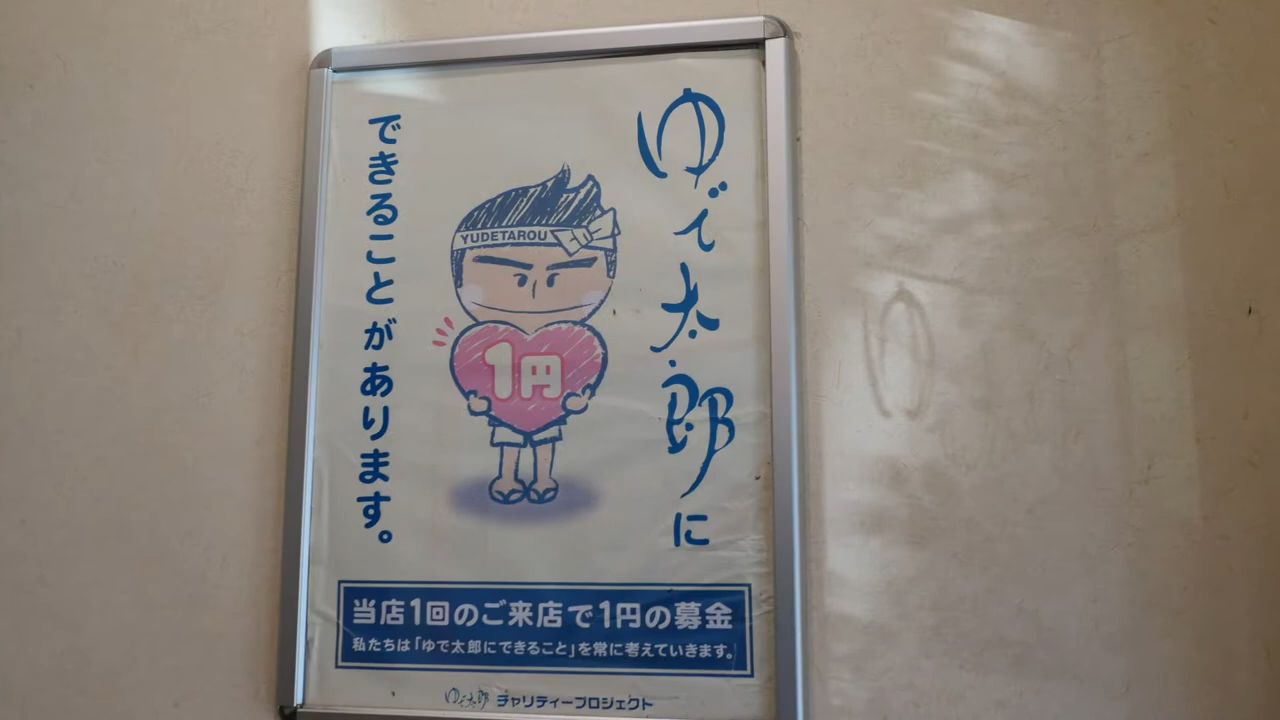 ゆで太郎に
できることがあります。
YUDETAROU
1円
当店1回のご来店で1円の募金
私たちは「ゆで太郎にできること」を常に考えていきます。
ゆで太郎 チャリティープロジェクト